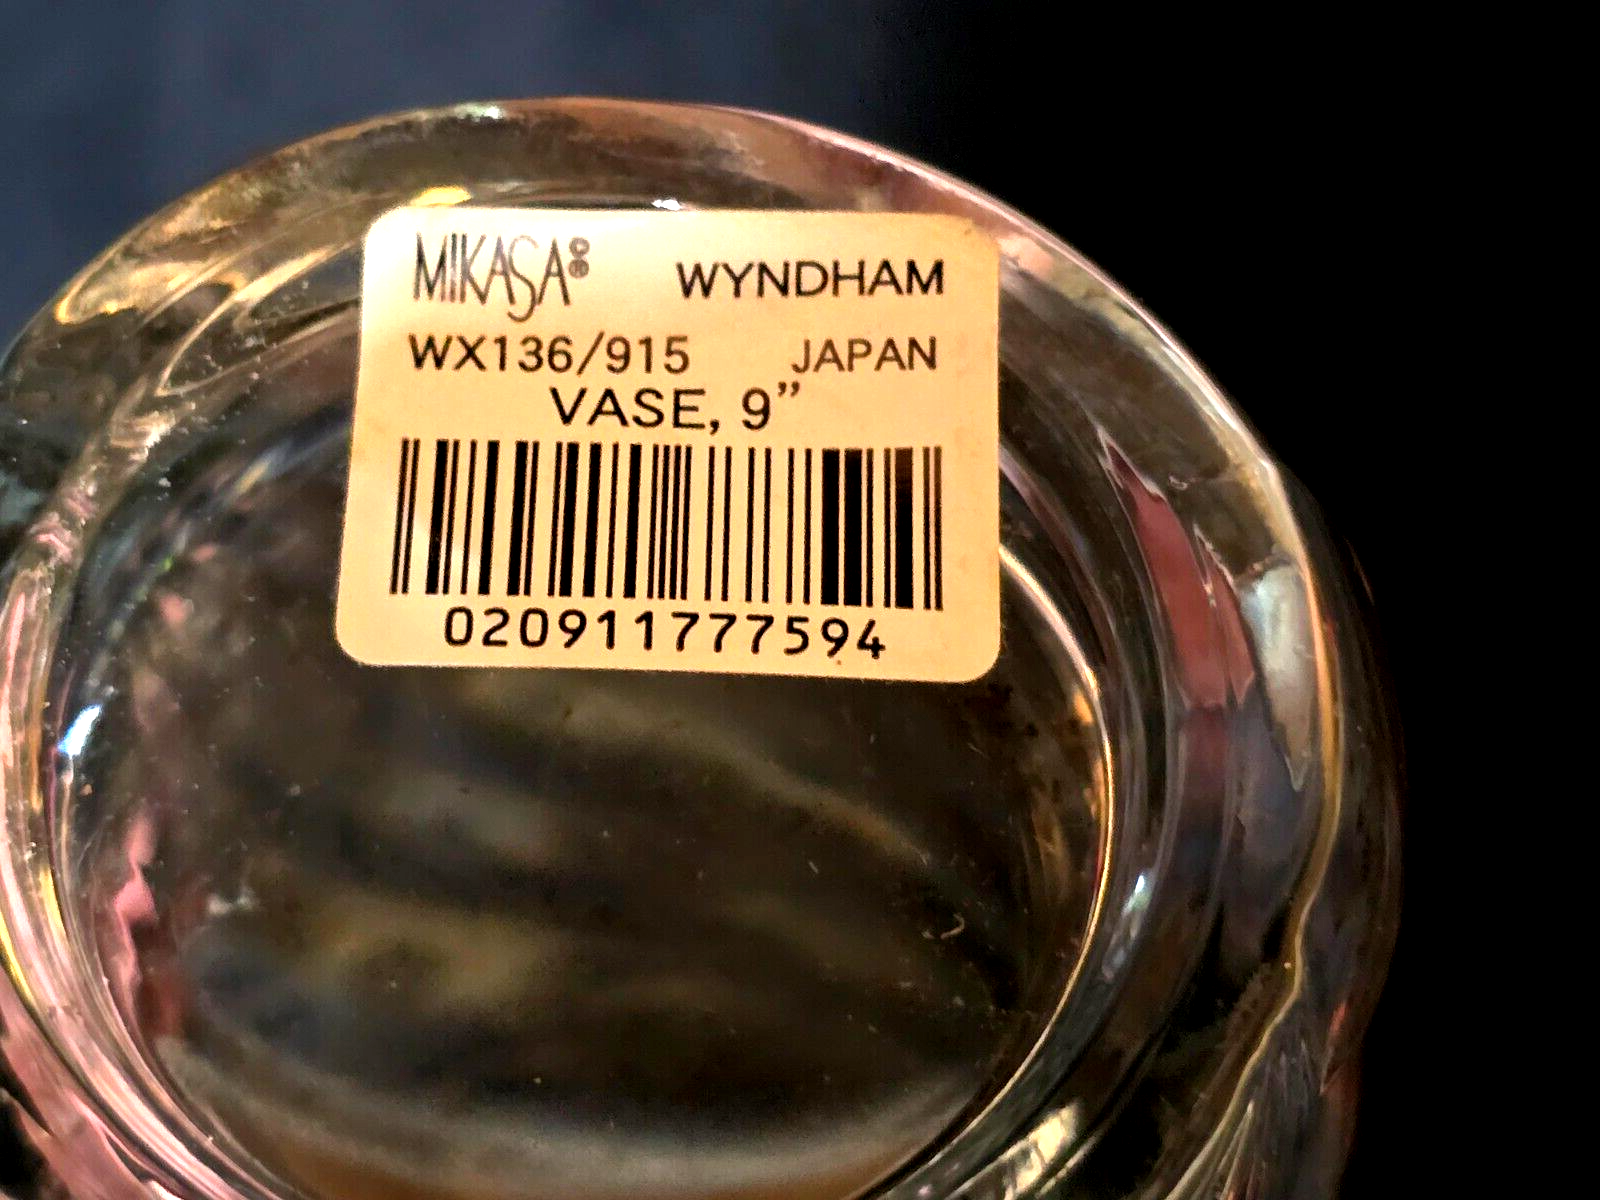 MIKASA©® WYNDHAM
WX136/915 JAPAN
VASE, 9”
020911777594